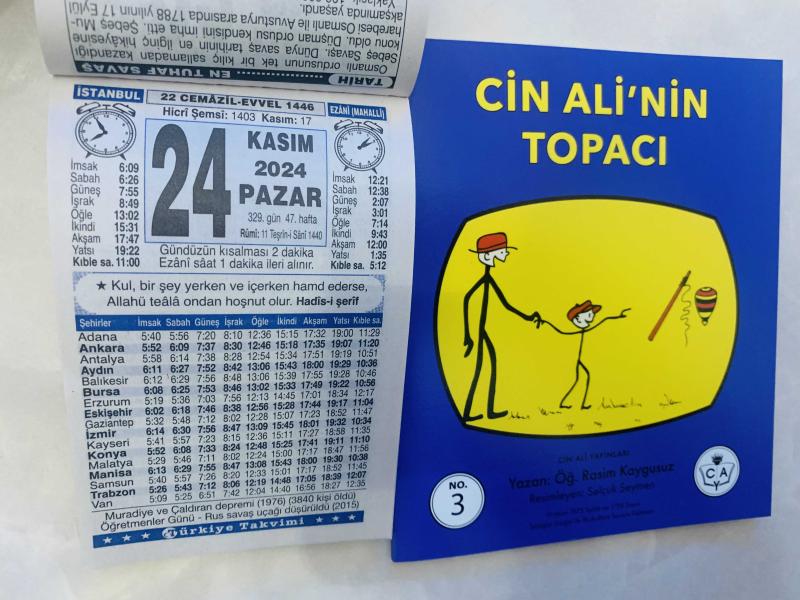 TARİH EN TUHAF SAVAŞ
Osmanlı ordusunun tek bir kılıç sallamadan kazandığı
Şebeş Savaşı, Dünya savaş tarihinin en ilginç hikâyesine
konu oldu. Düşman ordusu kendisini imha etti. Şebeş Mu-
harebesi Osmanlı ile Avusturya arasında 1788 yılının 17 Eylül
akşamında yaşandı.
İSTANBUL
22 CEMÂZİL-EVVEL 1446
Hicrî Şemsî: 1403 Kasım: 17
EZÂNÎ (MAHALLÎ)
24
KASIM
2024
PAZAR
329. gün 47. hafta
Rûmî: 11 Teşrîn-i Sânî 1440
İmsak 6:09
Sabah 6:26
Güneş 7:55
İşrak 8:49
Öğle 13:02
İkindi 15:31
Akşam 17:47
Yatsı 19:22
Kıble sa. 11:00
İmsak 12:21
Sabah 12:38
Güneş 2:07
İşrak 3:01
Öğle 7:14
İkindi 9:43
Akşam 12:00
Yatsı 1:35
Kıble sa. 5:12
Gündüzün kısalması 2 dakika
Ezânî sâat 1 dakika ileri alınır.
★ Kul, bir şey yerken ve içerken hamd ederse,
Allahü teâlâ ondan hoşnut olur. Hadîs-i şerîf
Şehirler İmsak Sabah Güneş İşrak Öğle İkindi Akşam Yatsı Kıble sa.
Adana 5:40 5:56 7:20 8:10 12:36 15:15 17:32 19:00 11:29
Ankara 5:52 6:09 7:37 8:30 12:46 15:18 17:35 19:07 11:20
Antalya 5:58 6:14 7:38 8:28 12:54 15:34 17:51 19:19 10:51
Aydın 6:11 6:27 7:52 8:42 13:06 15:43 18:00 19:29 10:36
Balıkesir 6:12 6:29 7:56 8:48 13:06 15:39 17:55 19:28 10:46
Bursa 6:08 6:25 7:53 8:46 13:02 15:33 17:49 19:22 10:56
Erzurum 5:19 5:36 7:03 7:56 12:13 14:45 17:01 18:34 12:17
Eskişehir 6:02 6:18 7:46 8:38 12:56 15:28 17:44 19:17 11:04
Gaziantep 5:32 5:48 7:12 8:02 12:28 15:07 17:23 18:52 11:47
İzmir 6:14 6:30 7:56 8:47 13:09 15:45 18:01 19:32 10:34
Kayseri 5:41 5:57 7:23 8:15 12:36 15:11 17:27 18:58 11:35
Konya 5:52 6:08 7:33 8:24 12:48 15:25 17:41 19:11 11:10
Malatya 5:29 5:46 7:11 8:02 12:24 15:00 17:17 18:47 11:56
Manisa 6:13 6:29 7:55 8:47 13:08 15:43 18:00 19:30 10:38
Samsun 5:40 5:57 7:26 8:20 12:33 15:01 17:17 18:52 11:45
Trabzon 5:26 5:43 7:12 8:06 12:19 14:48 17:05 18:39 12:07
Van 5:09 5:25 6:51 7:42 12:04 14:40 16:56 18:27 12:35
Muradiye ve Çaldıran depremi (1976) (3840 kişi öldü)
Öğretmenler Günü - Rus savaş uçağı düşürüldü (2015)
Türkiye Takvimi
CİN ALİ'NİN
TOPACI
CİN ALİ YAYINLARI
Yazan: Öğ. Rasim Kaygusuz
Resimleyen: Selçuk Seymen
NO.
3
C A
Y